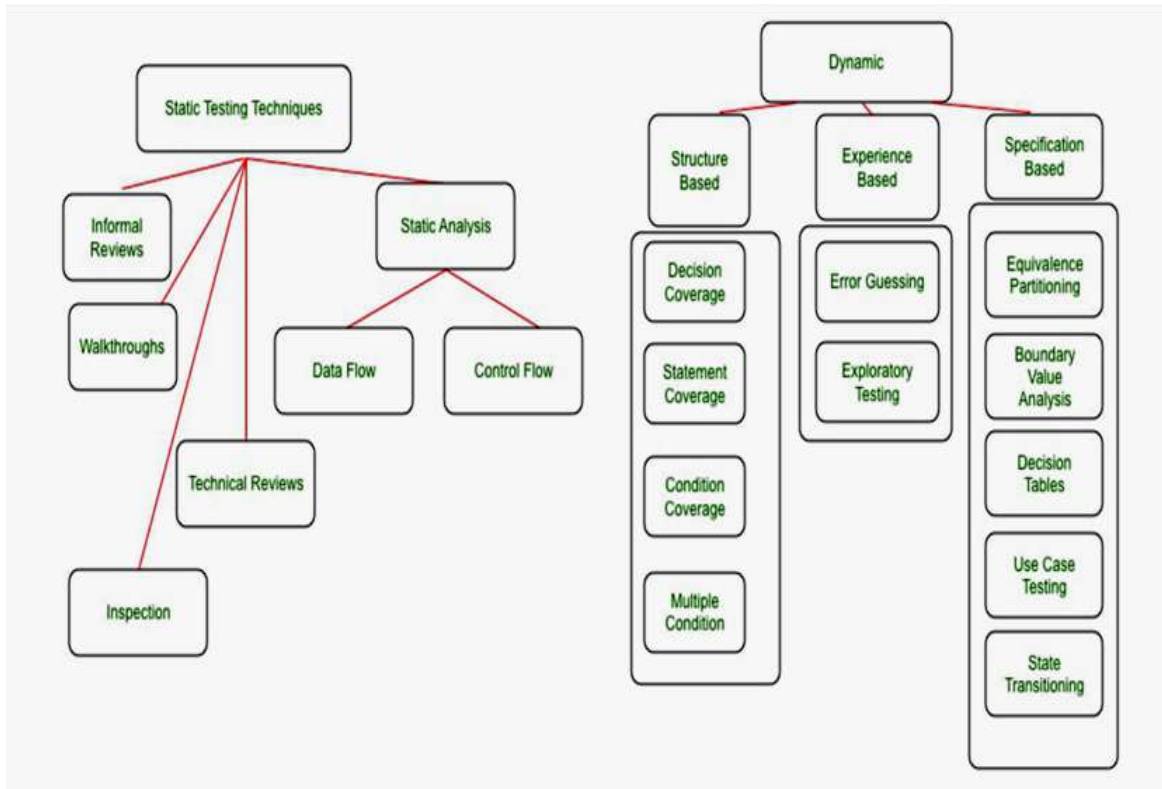 Static Testing Techniques
Informal
Reviews
Walkthroughs
Inspection
Technical Reviews
Static Analysis
Data Flow
Control Flow
Dynamic
Structure
Based
Decision
Coverage
Statement
Coverage
Condition
Coverage
Multiple
Condition
Experience
Based
Error Guessing
Exploratory
Testing
Specification
Based
Equivalence
Partitioning
Boundary
Value
Analysis
Decision
Tables
Use Case
Testing
State
Transitioning